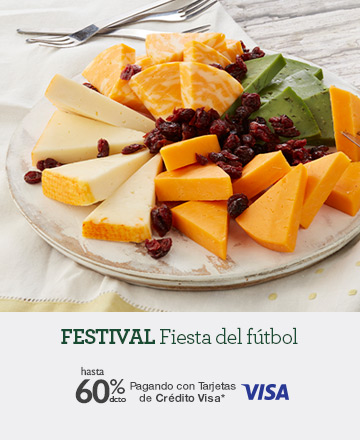 FESTIVAL Fiesta del fútbol
hasta
60% dcto
Pagando con Tarjetas
de Crédito Visa*
VISA